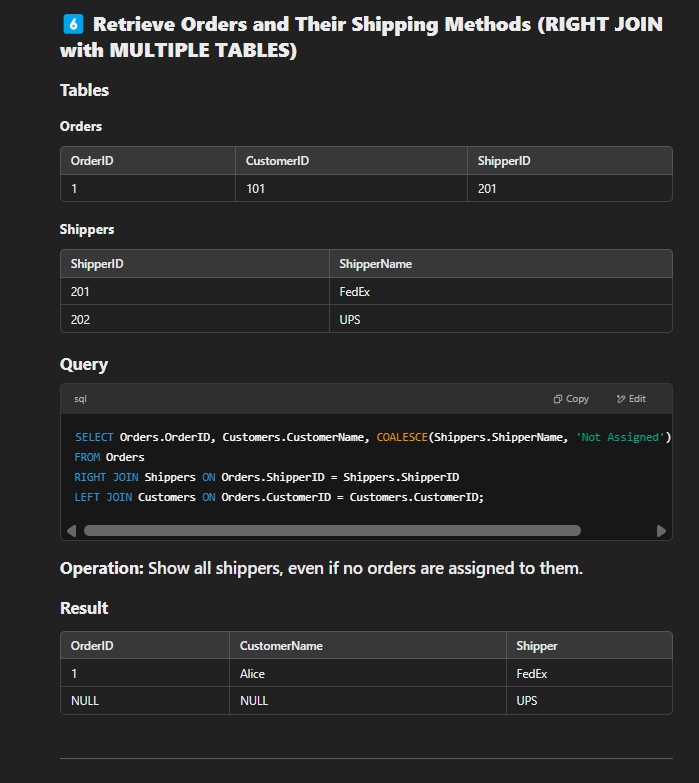 6 Retrieve Orders and Their Shipping Methods (RIGHT JOIN
with MULTIPLE TABLES)
Tables
Orders
OrderID CustomerID ShipperID
1 101 201
Shippers
ShipperID ShipperName
201 FedEx
202 UPS
Query
sql Copy Edit
SELECT Orders.OrderID, Customers.CustomerName, COALESCE(Shippers.ShipperName, 'Not Assigned')
FROM Orders
RIGHT JOIN Shippers ON Orders.ShipperID = Shippers.ShipperID
LEFT JOIN Customers ON Orders.CustomerID = Customers.CustomerID;
Operation: Show all shippers, even if no orders are assigned to them.
Result
OrderID CustomerName Shipper
1 Alice FedEx
NULL NULL UPS